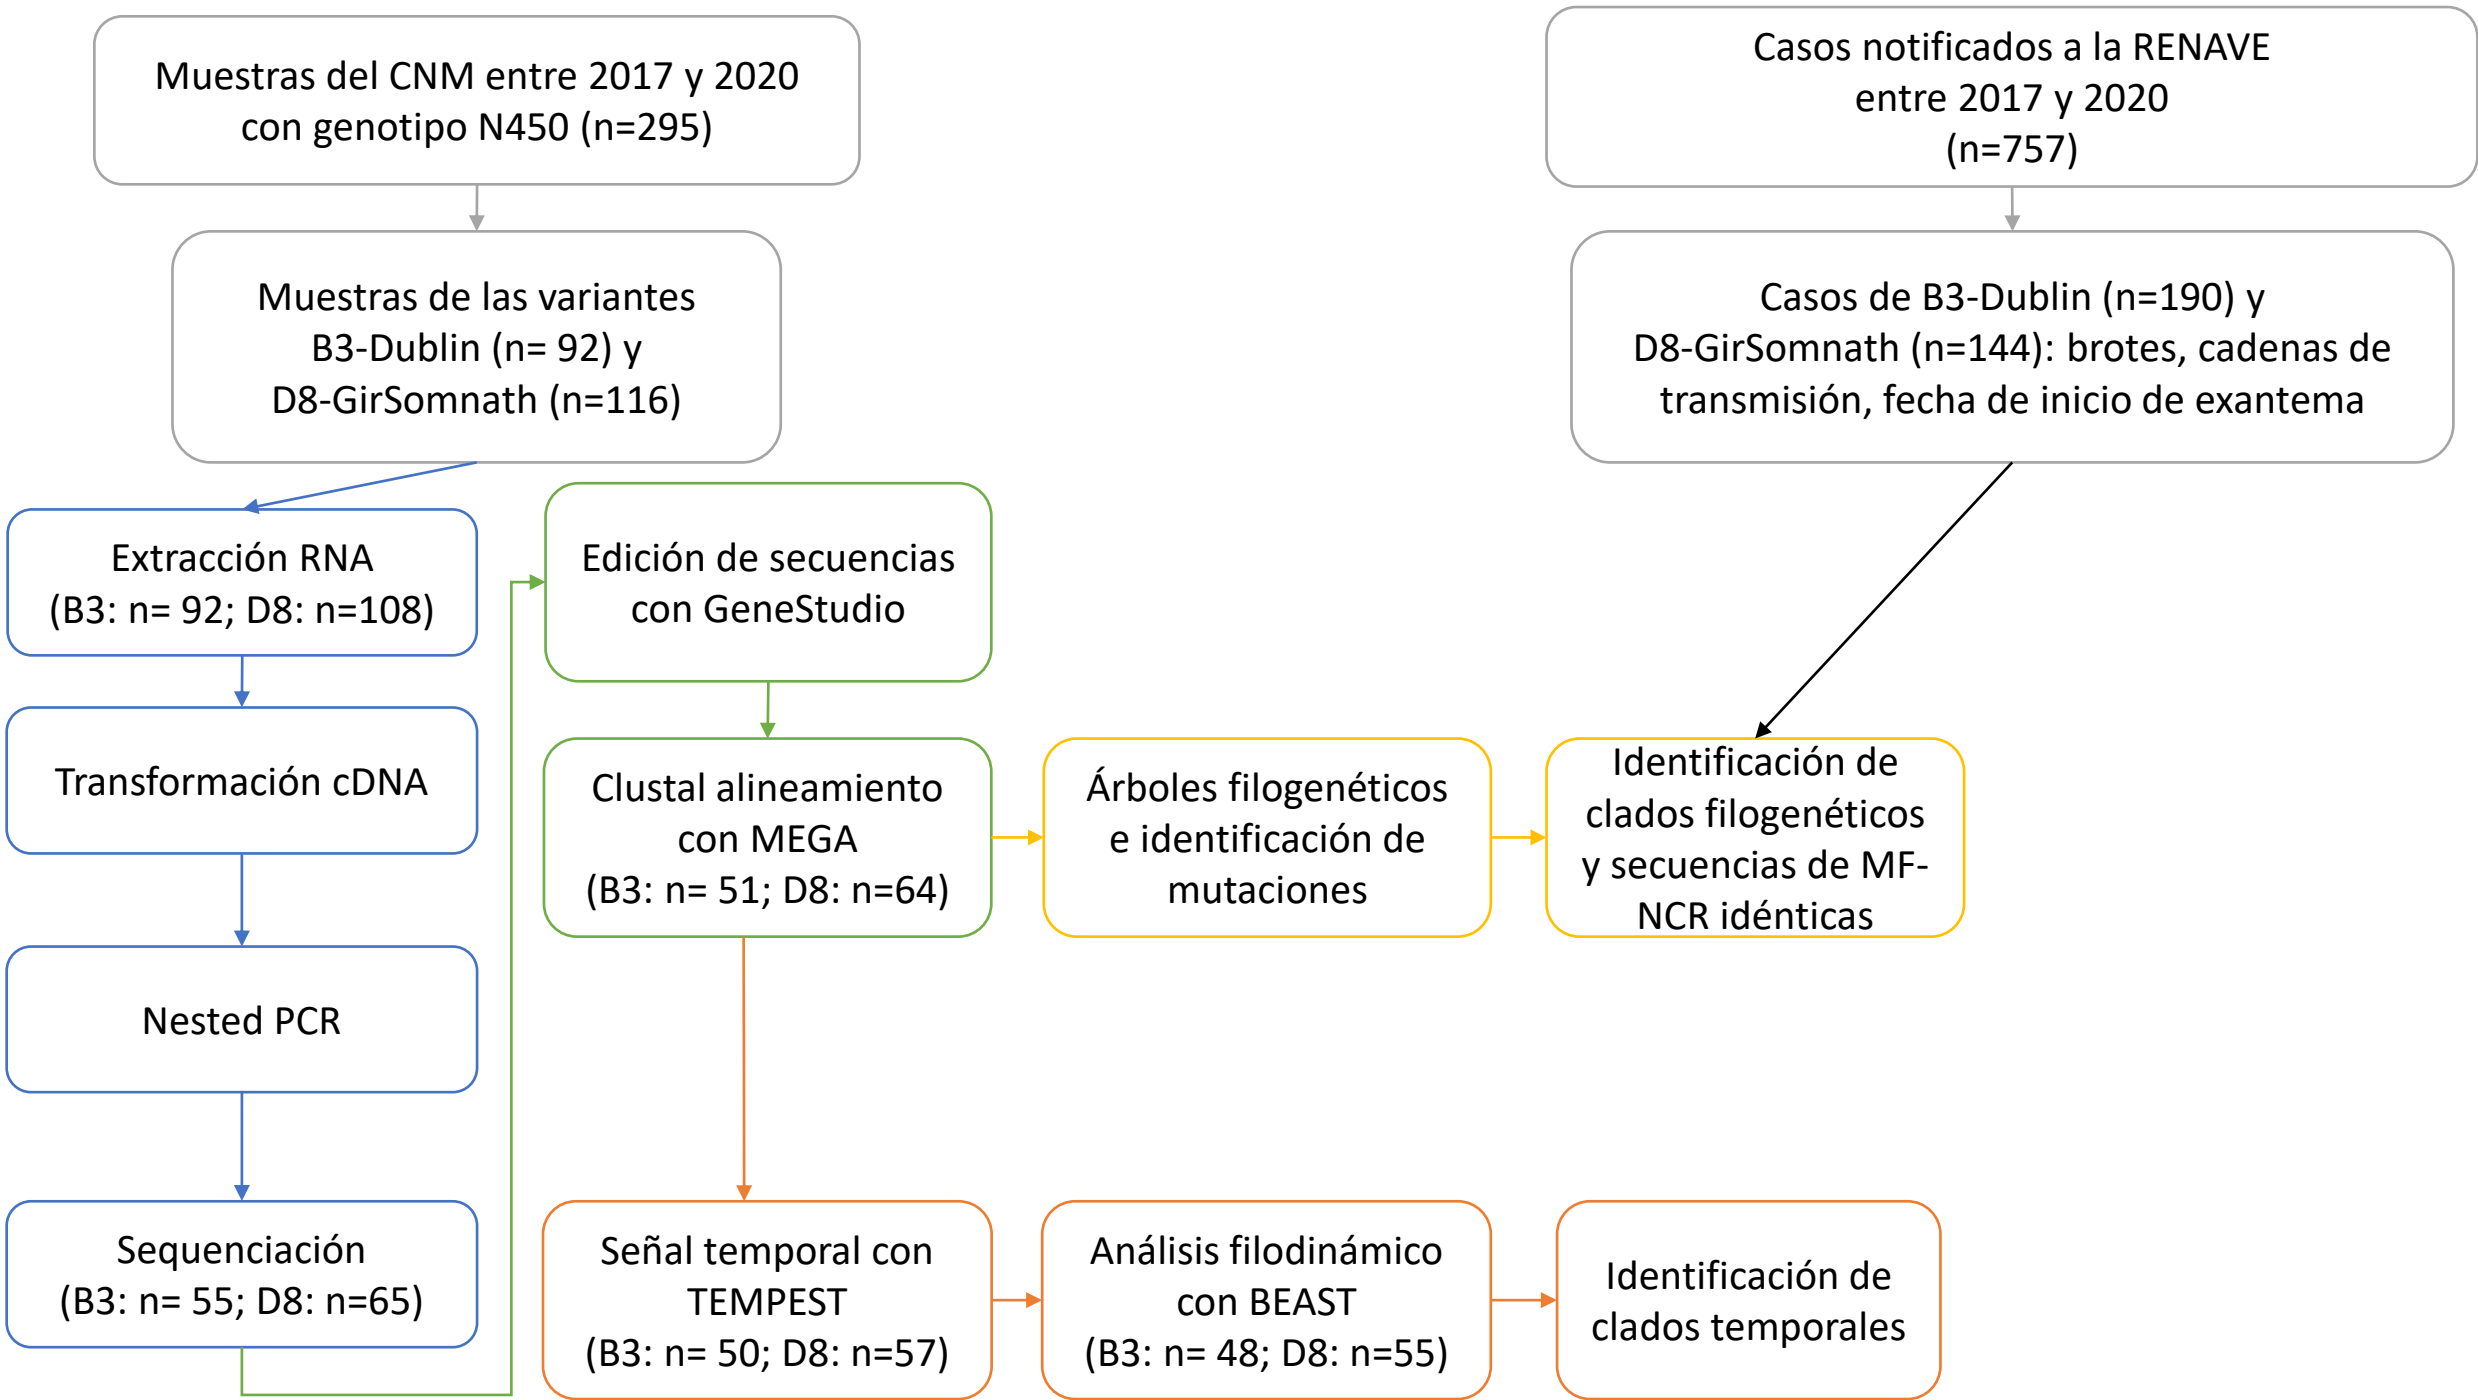 Muestras del CNM entre 2017 y 2020
con genotipo N450 (n=295)
Casos notificados a la RENAVE
entre 2017 y 2020
(n=757)
Muestras de las variantes
B3-Dublin (n= 92) y
D8-GirSomnath (n=116)
Casos de B3-Dublin (n=190) y
D8-GirSomnath (n=144): brotes, cadenas de
transmisión, fecha de inicio de exantema
Extracción RNA
(B3: n= 92; D8: n=108)
Transformación cDNA
Nested PCR
Sequenciación
(B3: n= 55; D8: n=65)
Edición de secuencias
con GeneStudio
Clustal alineamiento
con MEGA
(B3: n= 51; D8: n=64)
Árboles filogenéticos
e identificación de
mutaciones
Identificación de
clados filogenéticos
y secuencias de MF-
NCR idénticas
Señal temporal con
TEMPEST
(B3: n= 50; D8: n=57)
Análisis filodinámico
con BEAST
(B3: n= 48; D8: n=55)
Identificación de
clados temporales